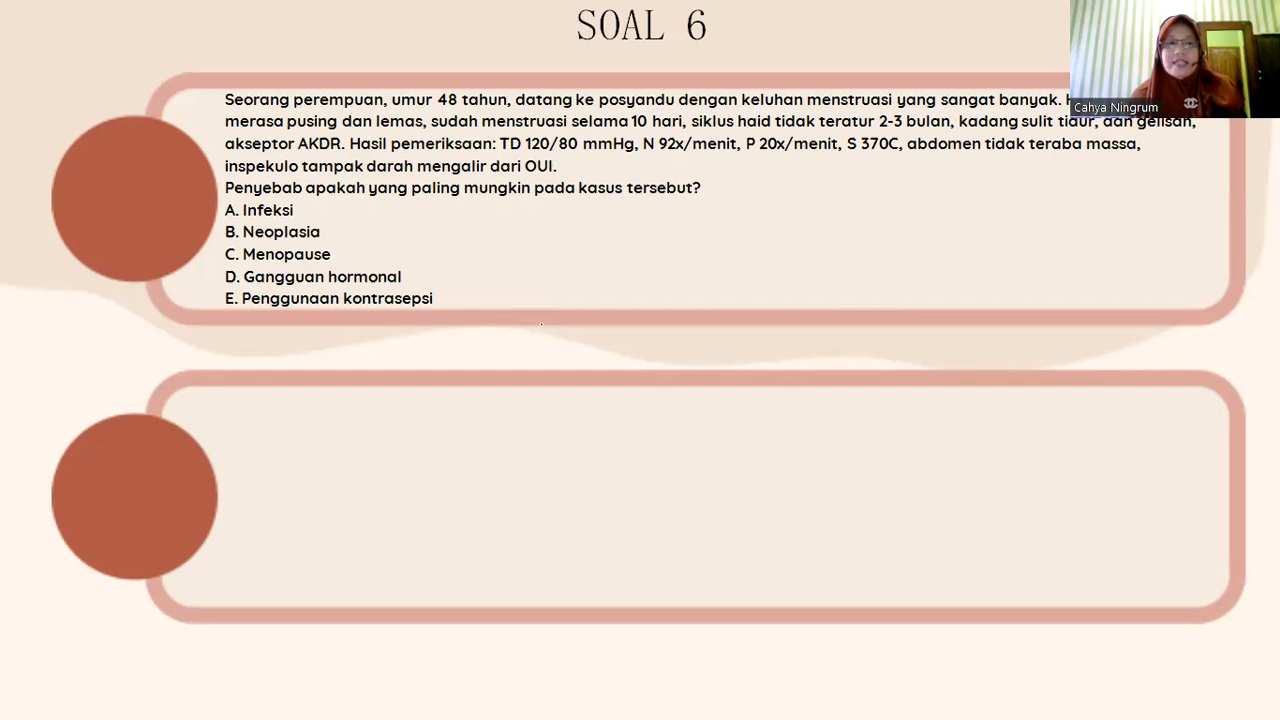 SOAL 6
Seorang perempuan, umur 48 tahun, datang ke posyandu dengan keluhan menstruasi yang sangat banyak.
merasa pusing dan lemas, sudah menstruasi selama 10 hari, siklus haid tidak teratur 2-3 bulan, kadang sulit tidur, dan gelisah,
akseptor AKDR. Hasil pemeriksaan: TD 120/80 mmHg, N 92x/menit, P 20x/menit, S 370C, abdomen tidak teraba massa,
inspekulo tampak darah mengalir dari OUI.
Penyebab apakah yang paling mungkin pada kasus tersebut?
A. Infeksi
B. Neoplasia
C. Menopause
D. Gangguan hormonal
E. Penggunaan kontrasepsi
Cahya Ningrum